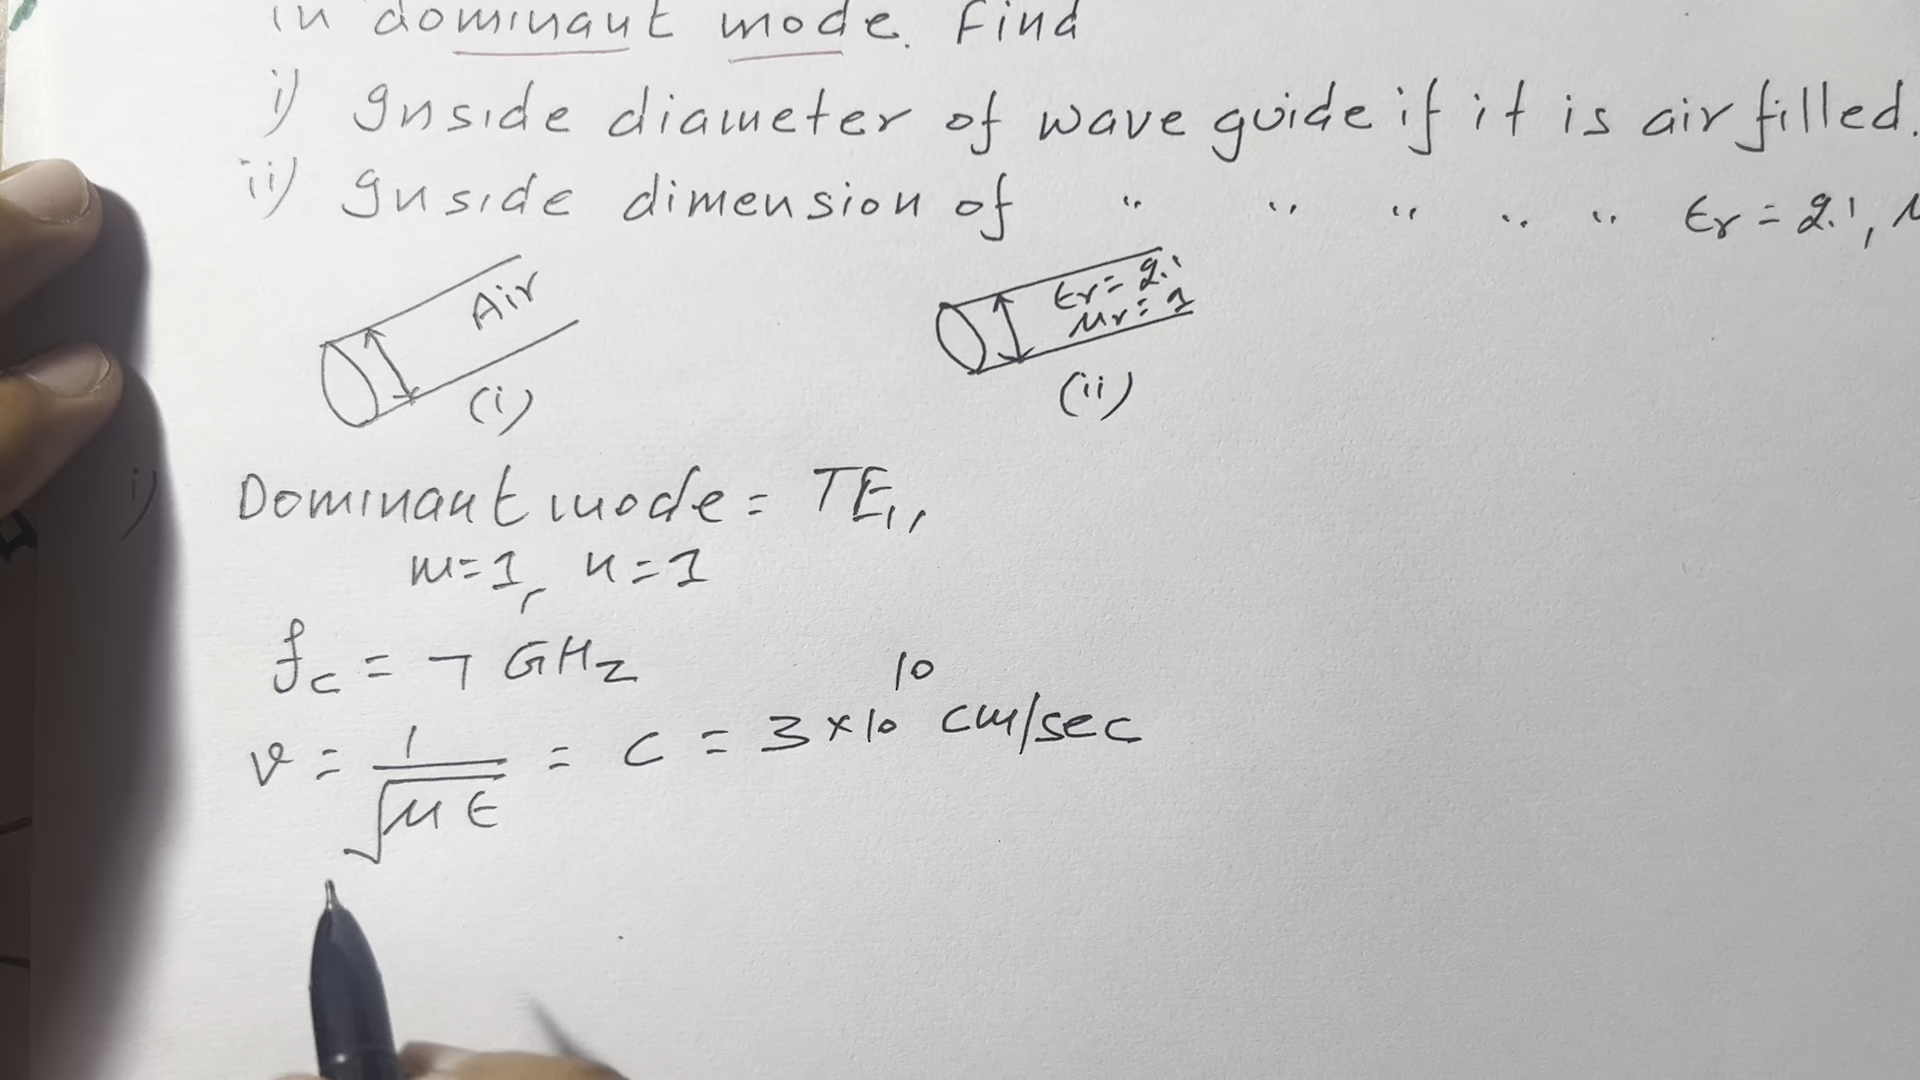 in dominant mode. Find
i) Inside diameter of wave guide if it is air filled.
ii) Inside dimension of " " " " " εr = 2.1, μ
Air
(i)
εr = 2.1
μr = 1
(ii)
i)
Dominant mode = TE11
m=1, n=1
fc = 7 GHz
v = 1/√με = c = 3×10^10 cm/sec